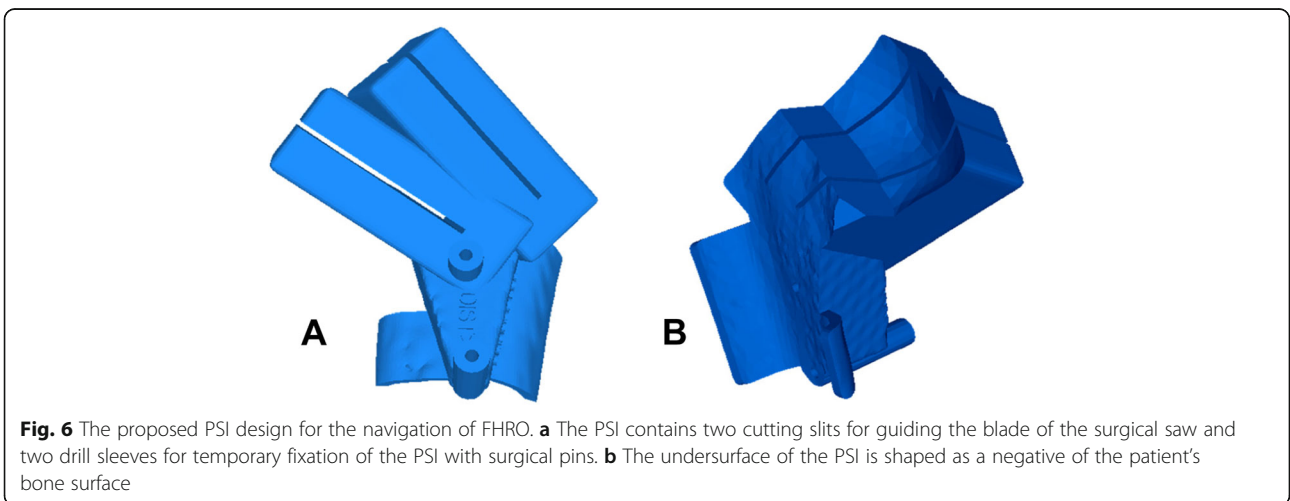 A
B
Fig. 6 The proposed PSI design for the navigation of FHRO. a The PSI contains two cutting slits for guiding the blade of the surgical saw and
two drill sleeves for temporary fixation of the PSI with surgical pins. b The undersurface of the PSI is shaped as a negative of the patient's
bone surface